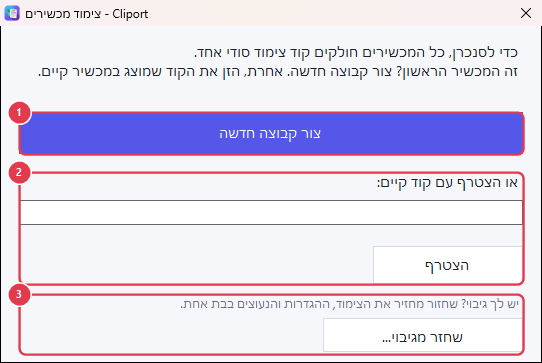 צימוד מכשירים - Cliport
כדי לסנכרן, כל המכשירים חולקים קוד צימוד סודי אחד.
זה המכשיר הראשון? צור קבוצה חדשה. אחרת, הזן את הקוד שמוצג במכשיר קיים.
1
צור קבוצה חדשה
2
או הצטרף עם קוד קיים:
הצטרף
3
יש לך גיבוי? שחזור מחזיר את הצימוד, ההגדרות והנעוצים בבת אחת.
שחזר מגיבוי...